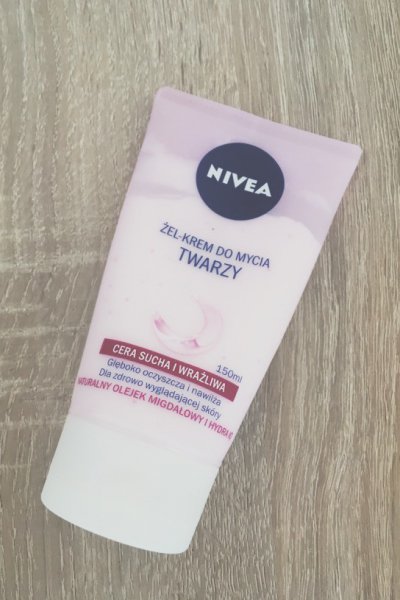 NIVEA
ŻEL-KREM DO MYCIA
TWARZY
150ml
CERA SUCHA I WRAŻLIWA
Głęboko oczyszcza i nawilża
Dla zdrowo wyglądającej skóry
NATURALNY OLEJEK MIGDAŁOWY I HYDRA IQ